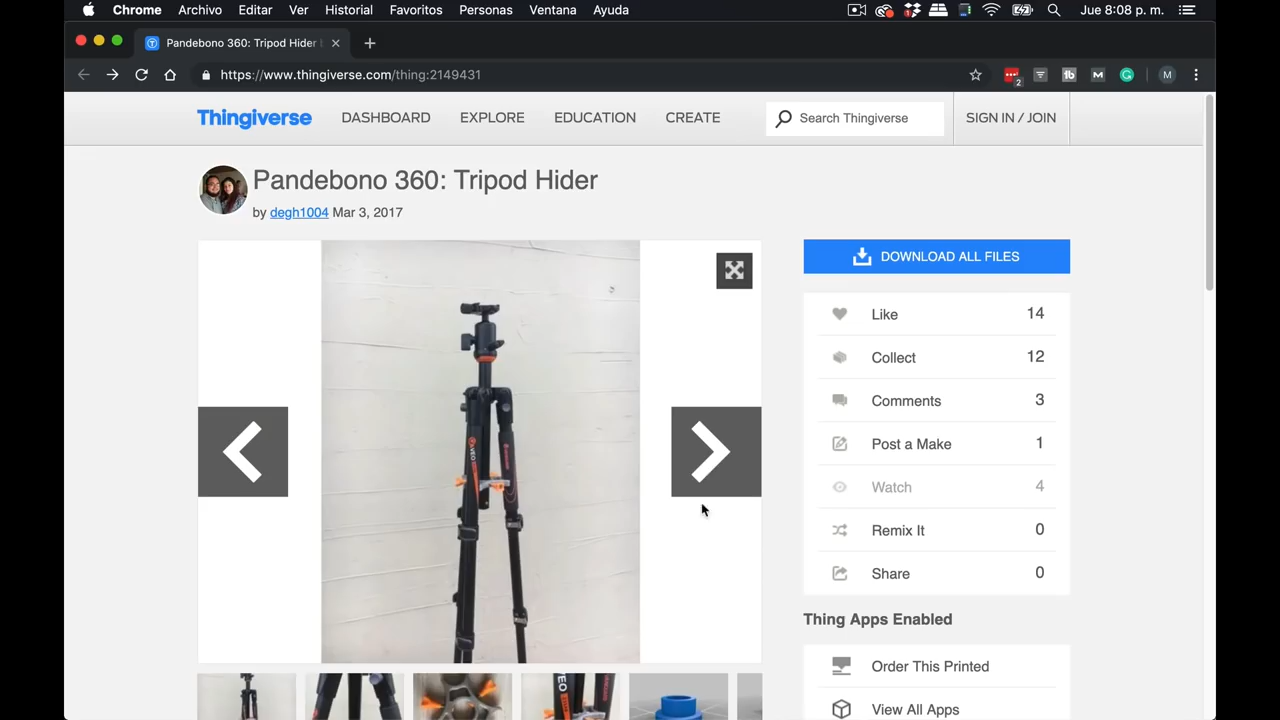 Chrome Archivo Editar Ver Historial Favoritos Personas Ventana Ayuda Jue 8:08 p. m.
Pandebono 360: Tripod Hider
https://www.thingiverse.com/thing:2149431
2
M
Thingiverse DASHBOARD EXPLORE EDUCATION CREATE Search Thingiverse SIGN IN / JOIN
Pandebono 360: Tripod Hider
by degh1004 Mar 3, 2017
DOWNLOAD ALL FILES
Like 14
Collect 12
Comments 3
Post a Make 1
Watch 4
Remix It 0
Share 0
Thing Apps Enabled
Order This Printed
View All Apps
VEO